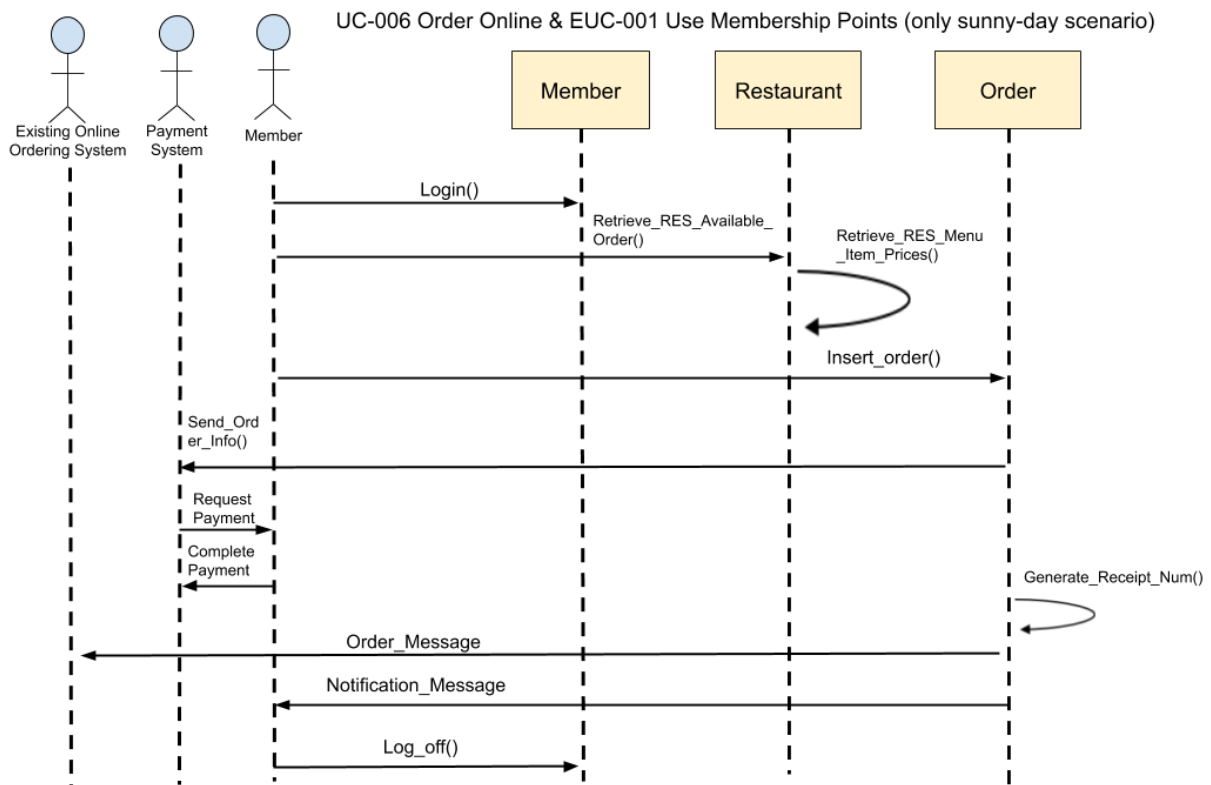 UC-006 Order Online & EUC-001 Use Membership Points (only sunny-day scenario)
Member
Restaurant
Order
Existing Online
Ordering System
Payment
System
Member
Login()
Retrieve_RES_Available_
Order()
Retrieve_RES_Menu
_Item_Prices()
Insert_order()
Send_Ord
er_Info()
Request
Payment
Complete
Payment
Generate_Receipt_Num()
Order_Message
Notification_Message
Log_off()